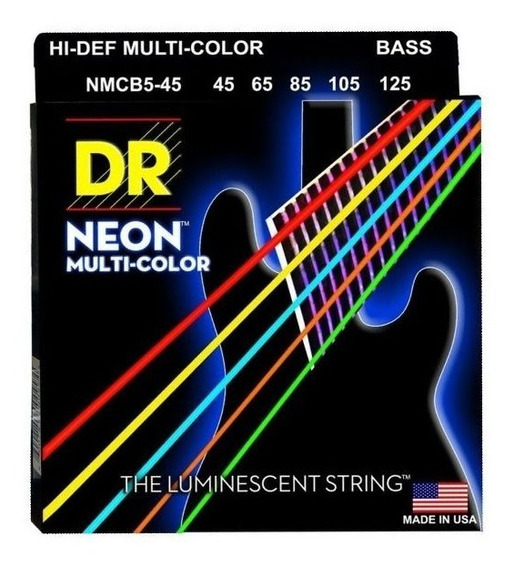 HI-DEF MULTI-COLOR BASS
NMCB5-45 45 65 85 105 125
DR
NEON™
MULTI-COLOR
THE LUMINESCENT STRING™
MADE IN USA